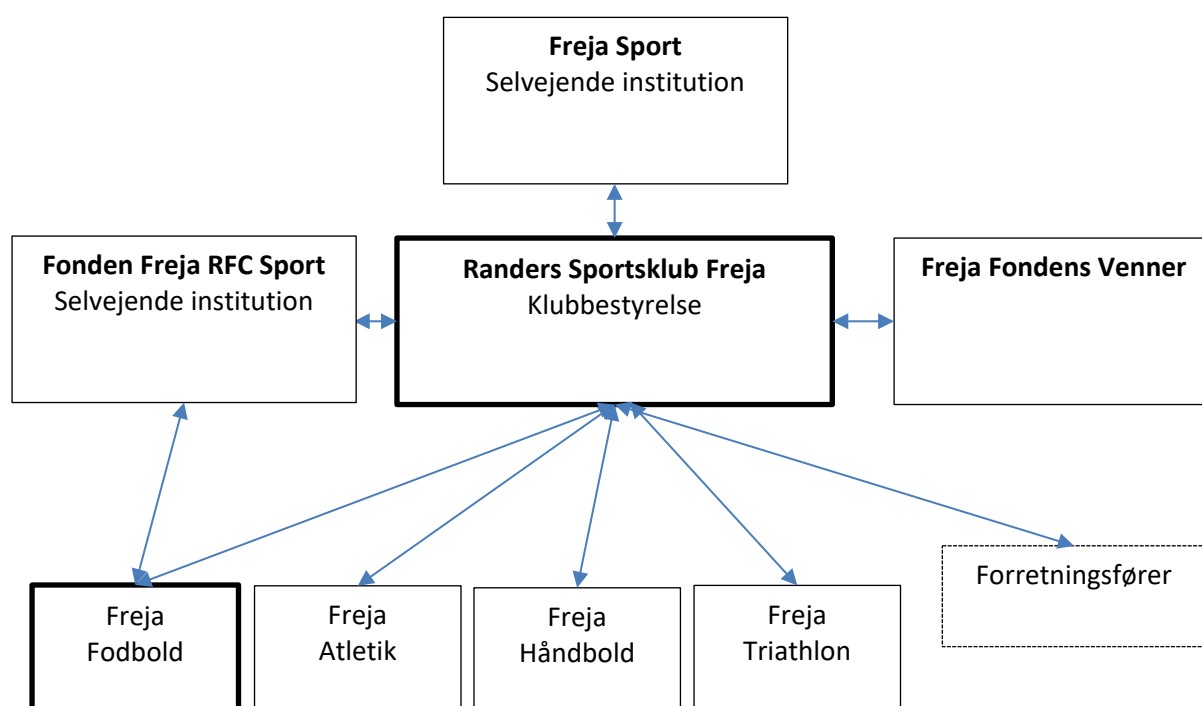 Freja Sport
Selvejende institution
Fonden Freja RFC Sport
Selvejende institution
Randers Sportsklub Freja
Klubbestyrelse
Freja Fondens Venner
Freja
Fodbold
Freja
Atletik
Freja
Håndbold
Freja
Triathlon
Forretningsfører